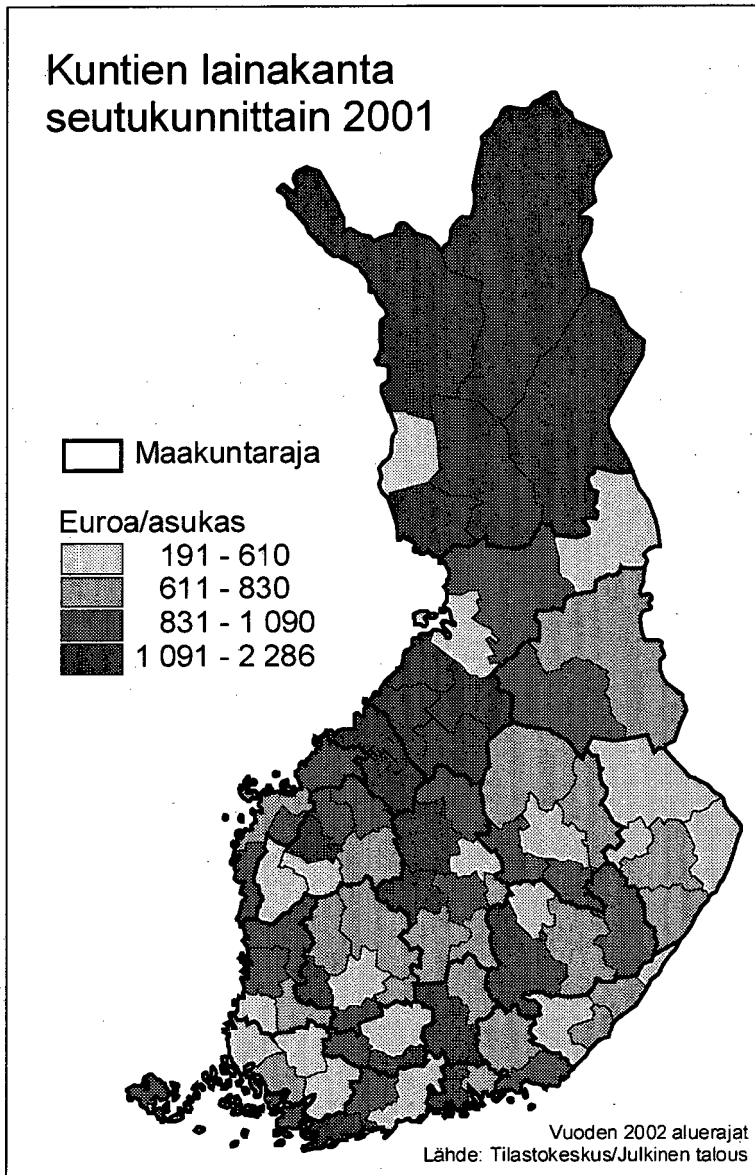 Kuntien lainakanta
seutukunnittain 2001
Maakuntaraja
Euroa/asukas
191 - 610
611 - 830
831 - 1 090
1 091 - 2 286
Vuoden 2002 aluerajat
Lähde: Tilastokeskus/Julkinen talous